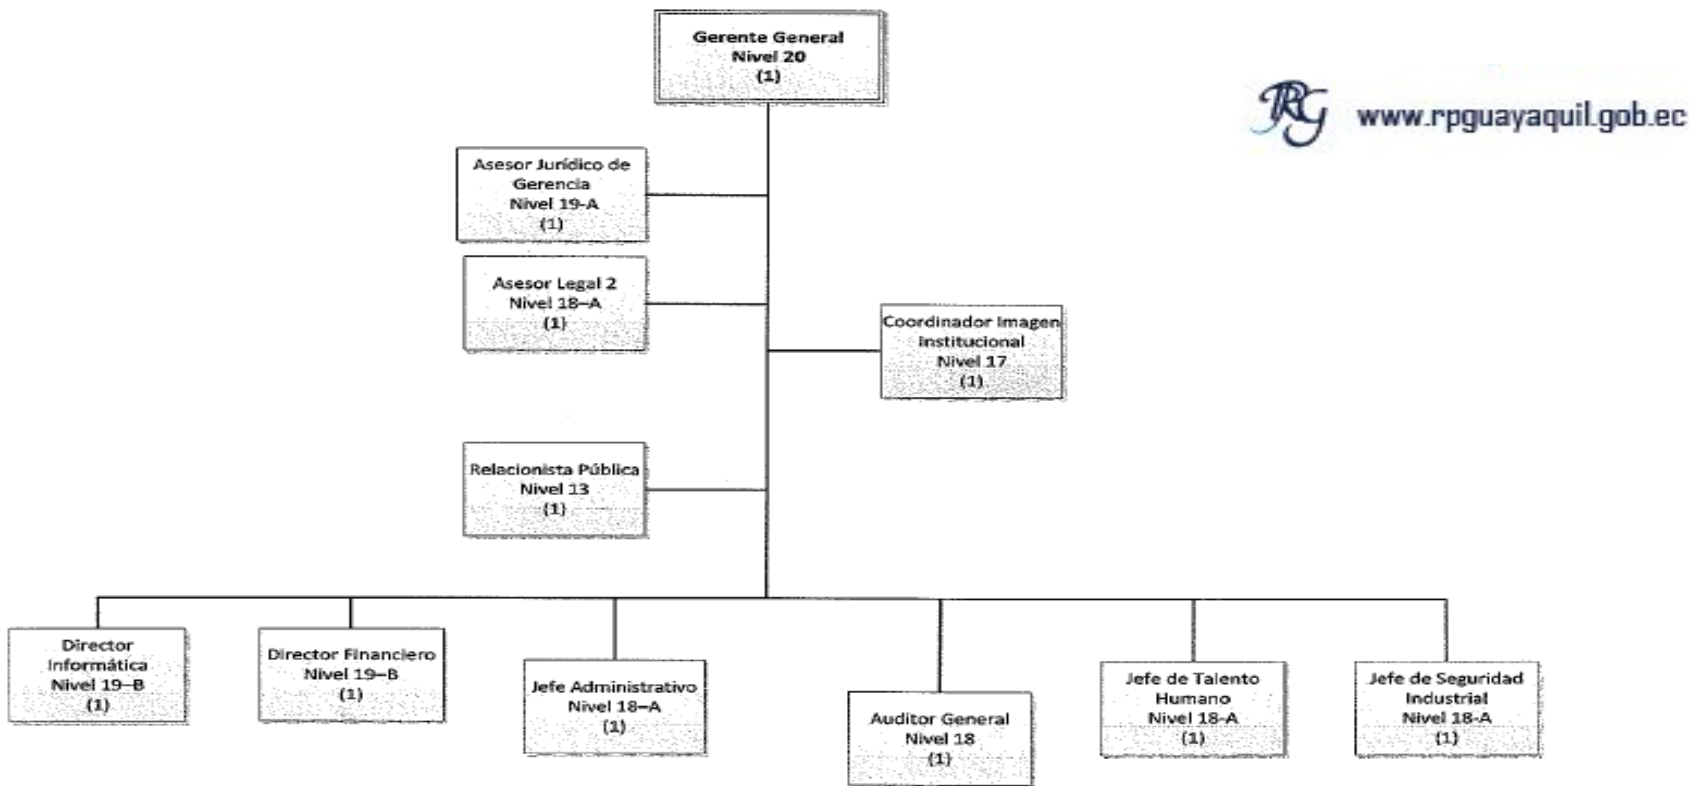 Gerente General
Nivel 20
(1)
RPG
www.rpguayaquil.gob.ec
Asesor Jurídico de
Gerencia
Nivel 19-A
(1)
Asesor Legal 2
Nivel 18–A
(1)
Coordinador Imagen
Institucional
Nivel 17
(1)
Relacionista Pública
Nivel 13
(1)
Director
Informática
Nivel 19–B
(1)
Director Financiero
Nivel 19–B
(1)
Jefe Administrativo
Nivel 18–A
(1)
Auditor General
Nivel 18
(1)
Jefe de Talento
Humano
Nivel 18-A
(1)
Jefe de Seguridad
Industrial
Nivel 18-A
(1)